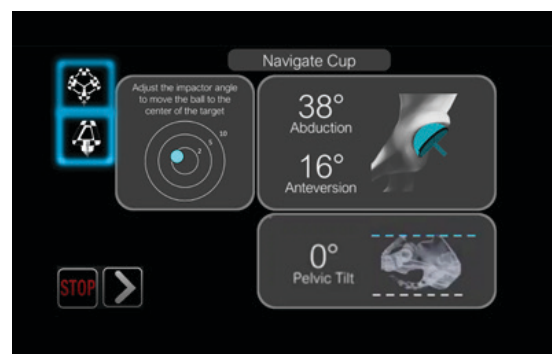 Navigate Cup
Adjust the impactor angle
to move the ball to the
center of the target
10
5
2
38°
Abduction
16°
Anteversion
0°
Pelvic Tilt
STOP